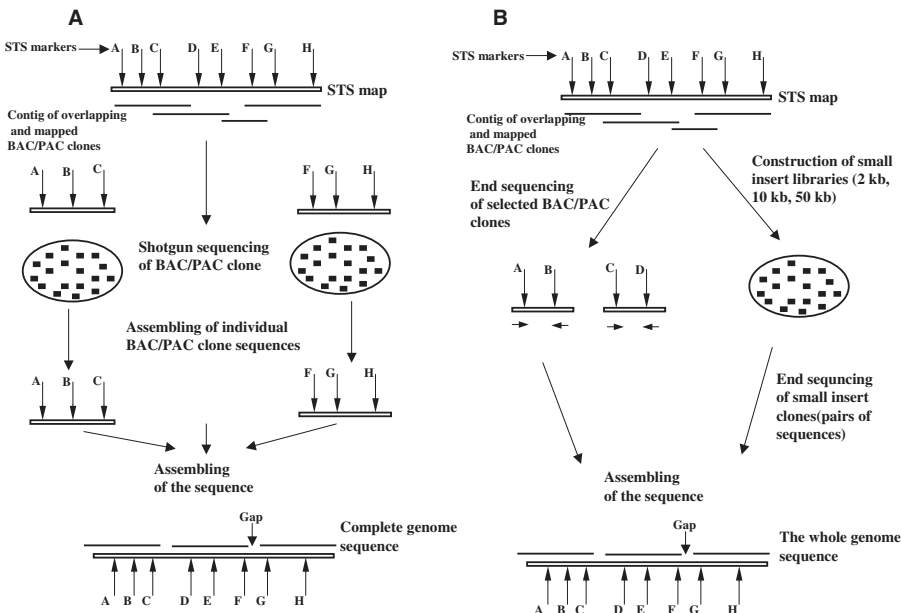 A
STS markers
A B C D E F G H
STS map
Contig of overlapping
and mapped
BAC/PAC clones
A B C
F G H
Shotgun sequencing
of BAC/PAC clone
Assembling of individual
BAC/PAC clone sequences
A B C
F G H
Assembling
of the sequence
Gap
Complete genome
sequence
A B C D E F G H
B
STS markers
A B C D E F G H
STS map
Contig of overlapping
and mapped
BAC/PAC clones
End sequencing
of selected BAC/PAC
clones
Construction of small
insert libraries (2 kb,
10 kb, 50 kb)
A B
C D
End sequncing
of small insert
clones(pairs of
sequences)
Assembling
of the sequence
Gap
The whole genome
sequence
A B C D E F G H